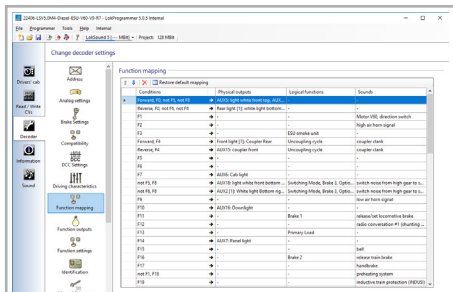 22406-LSV5.0M4-Diesel-ESU-V60-V8-R7 - LokProgrammer 5.0.5 Internal
File Programmer Tools Help Internal
LokSound 5 [--- MBit] Projekt: 128 MBit
Change decoder settings
Drivers' cab
Read / Write CVs
Decoder
Information
Sound
Address
Analog settings
Brake Settings
Compatibility
DCC Settings
Driving characteristics
Function mapping
Function outputs
Function settings
Identification
Function mapping
Restore default mapping
Conditions Physical outputs Logical functions Sounds
Forward, F0, not F5, not F6 AUX5: light white front top, AUX... - -
Reverse, F0, not F5, not F6 Rear light [1]: white light bottom... - -
F1 - - Motor V60, direction switch
F2 - - high air horn signal
F3 - ESU smoke unit -
Forward, F4 Front light [1]: Coupler Rear Uncoupling cycle coupler clank
Reverse, F4 AUX15: coupler front Uncoupling cycle coupler clank
F5 - - -
F6 - - -
F7 AUX6: Cab light - -
not F5, F8 AUX18: light white front bottom ... Switching Mode, Brake 3, Optio... switch noise from high gear to s...
not F6, F8 AUX2 [1]: White light Bottom rig... Switching Mode, Brake 3, Optio... switch noise from high gear to s...
F9 - - low air horn signal
F10 AUX16: Downlight - -
F11 - Brake 1 release/set locomotive brake
F12 - - radio conversation #1 (shunting ...
F13 - Primary Load -
F14 AUX7: Panel light - -
F15 - - bell
F16 - Brake 2 release train brake
F17 - - handbrake
not F1, F18 - - preheating system
F19 - - inductive train protection (INDUSI)